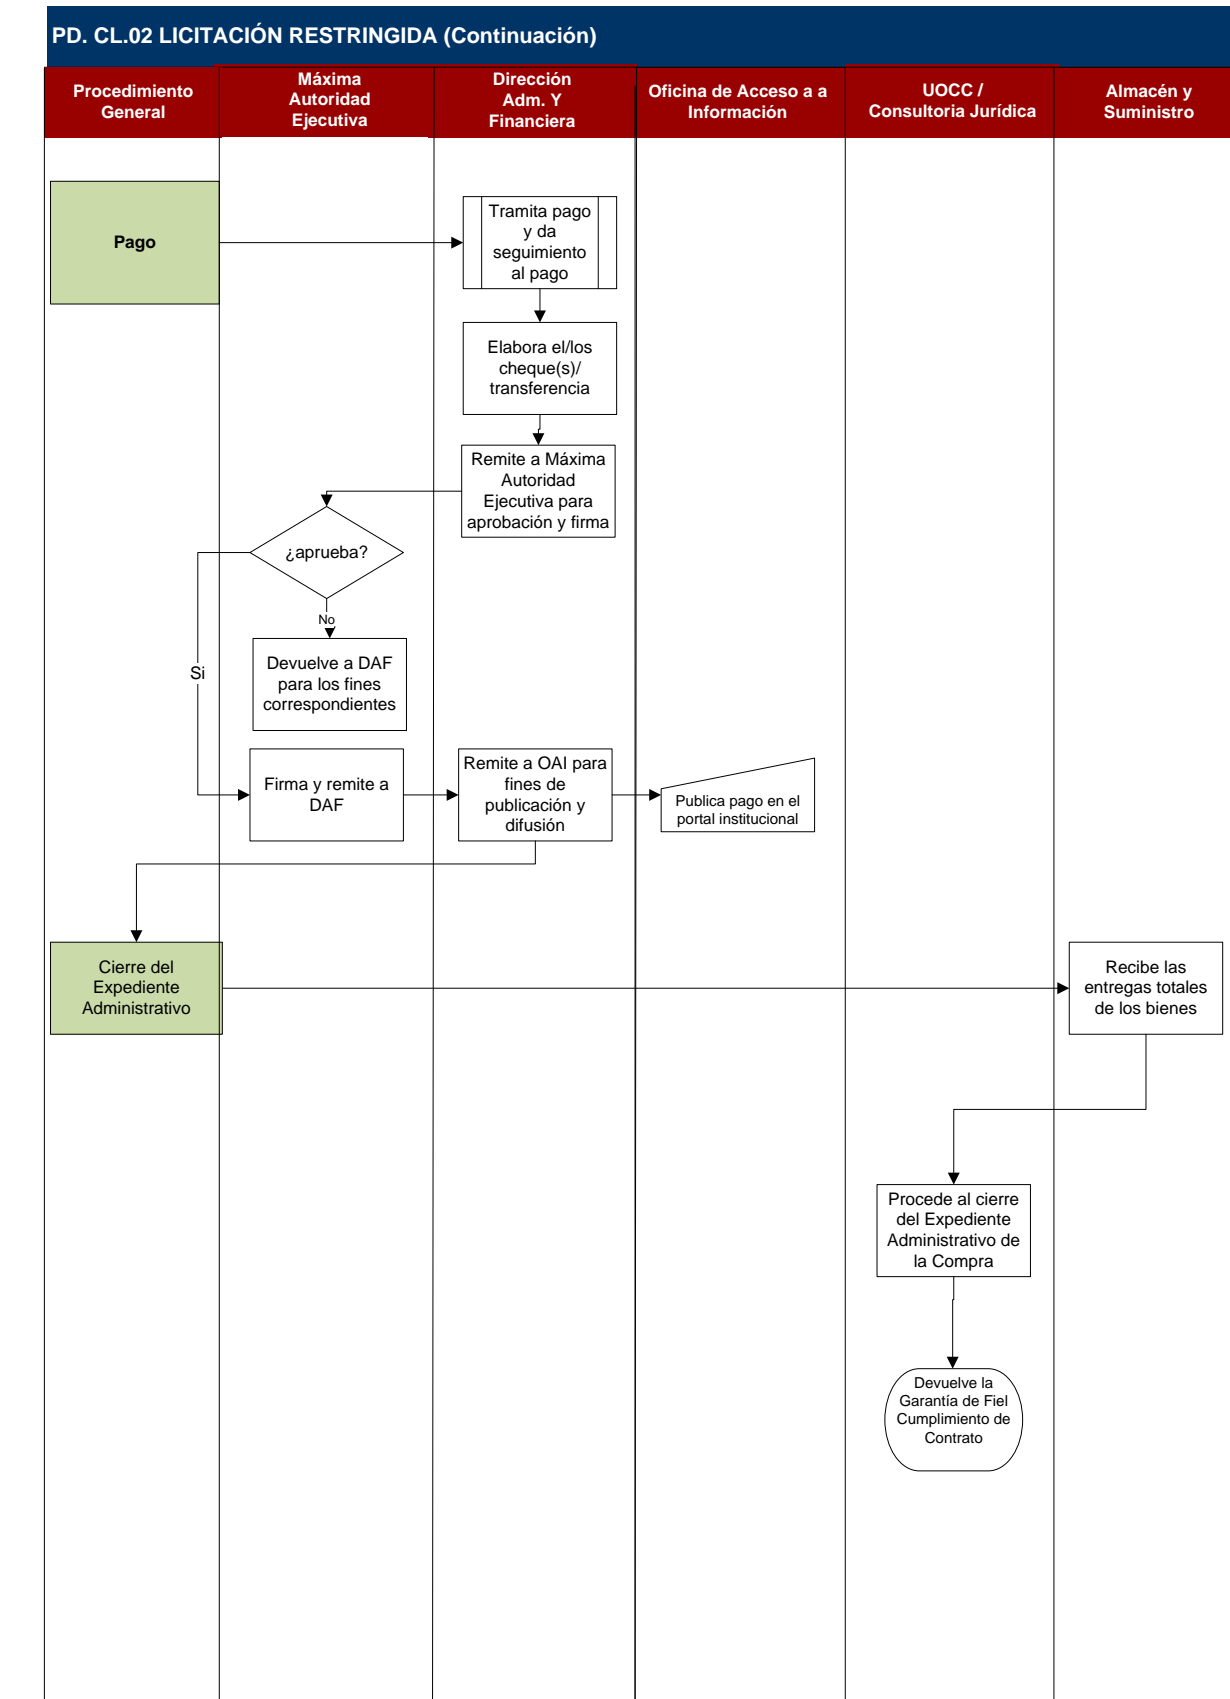 PD. CL.02 LICITACIÓN RESTRINGIDA (Continuación)
Procedimiento
General
Máxima
Autoridad
Ejecutiva
Dirección
Adm. Y
Financiera
Oficina de Acceso a a
Información
UOCC /
Consultoria Jurídica
Almacén y
Suministro
Pago
Tramita pago
y da
seguimiento
al pago
Elabora el/los
cheque(s)/
transferencia
Remite a Máxima
Autoridad
Ejecutiva para
aprobación y firma
¿aprueba?
No
Si
Devuelve a DAF
para los fines
correspondientes
Firma y remite a
DAF
Remite a OAI para
fines de
publicación y
difusión
Publica pago en el
portal institucional
Cierre del
Expediente
Administrativo
Recibe las
entregas totales
de los bienes
Procede al cierre
del Expediente
Administrativo de
la Compra
Devuelve la
Garantía de Fiel
Cumplimiento de
Contrato